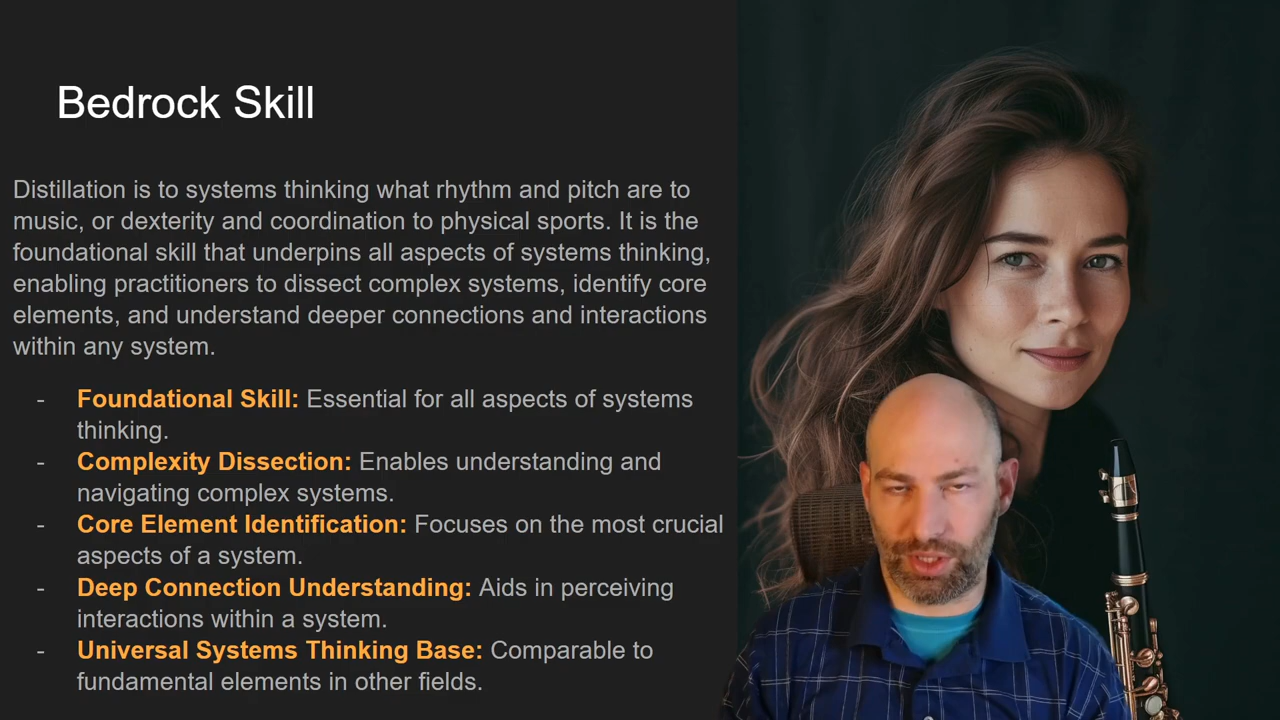 Bedrock Skill
Distillation is to systems thinking what rhythm and pitch are to
music, or dexterity and coordination to physical sports. It is the
foundational skill that underpins all aspects of systems thinking,
enabling practitioners to dissect complex systems, identify core
elements, and understand deeper connections and interactions
within any system.
- Foundational Skill: Essential for all aspects of systems
thinking.
- Complexity Dissection: Enables understanding and
navigating complex systems.
- Core Element Identification: Focuses on the most crucial
aspects of a system.
- Deep Connection Understanding: Aids in perceiving
interactions within a system.
- Universal Systems Thinking Base: Comparable to
fundamental elements in other fields.